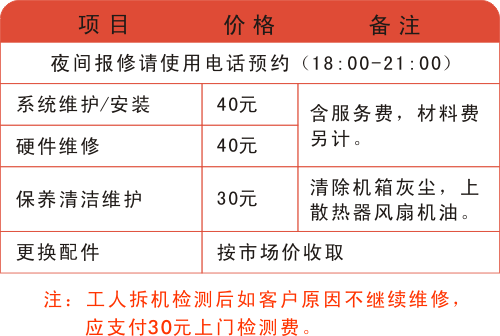 项目 价格 备注
夜间报修请使用电话预约（18:00-21:00）
系统维护/安装 40元 含服务费，材料费
另计。
硬件维修 40元
保养清洁维护 30元 清除机箱灰尘，上
散热器风扇机油。
更换配件 按市场价收取
注：工人拆机检测后如客户原因不继续维修，
应支付30元上门检测费。